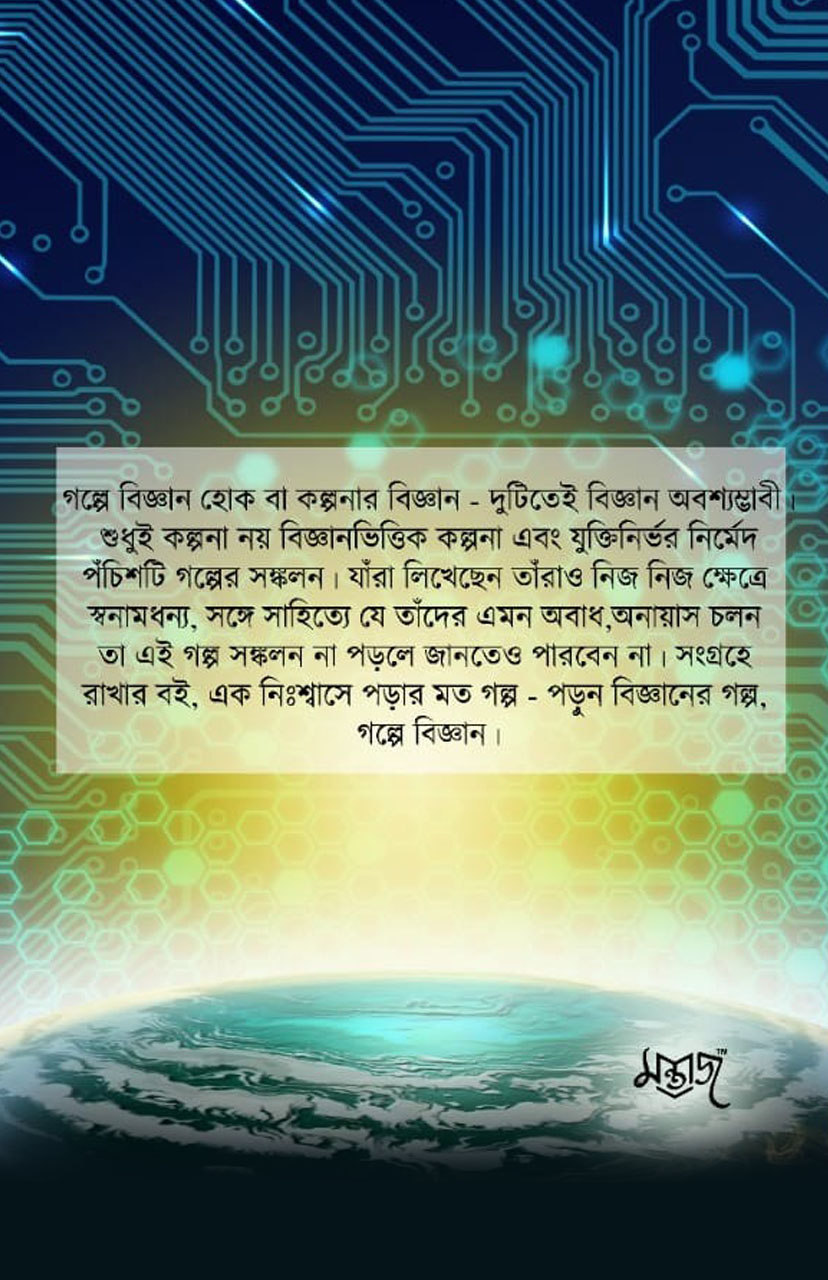 গল্পে বিজ্ঞান হোক বা কল্পনার বিজ্ঞান - দুটিতেই বিজ্ঞান অবশ্যম্ভাবী।
শুধুই কল্পনা নয় বিজ্ঞানভিত্তিক কল্পনা এবং যুক্তিনির্ভর নির্মেদ
পঁচিশটি গল্পের সঙ্কলন। যাঁরা লিখেছেন তাঁরাও নিজ নিজ ক্ষেত্রে
স্বনামধন্য, সঙ্গে সাহিত্যে যে তাঁদের এমন অবাধ,অনায়াস চলন
তা এই গল্প সঙ্কলন না পড়লে জানতেও পারবেন না। সংগ্রহে
রাখার বই, এক নিঃশ্বাসে পড়ার মত গল্প - পড়ুন বিজ্ঞানের গল্প,
গল্পে বিজ্ঞান।
মন্তাজ™